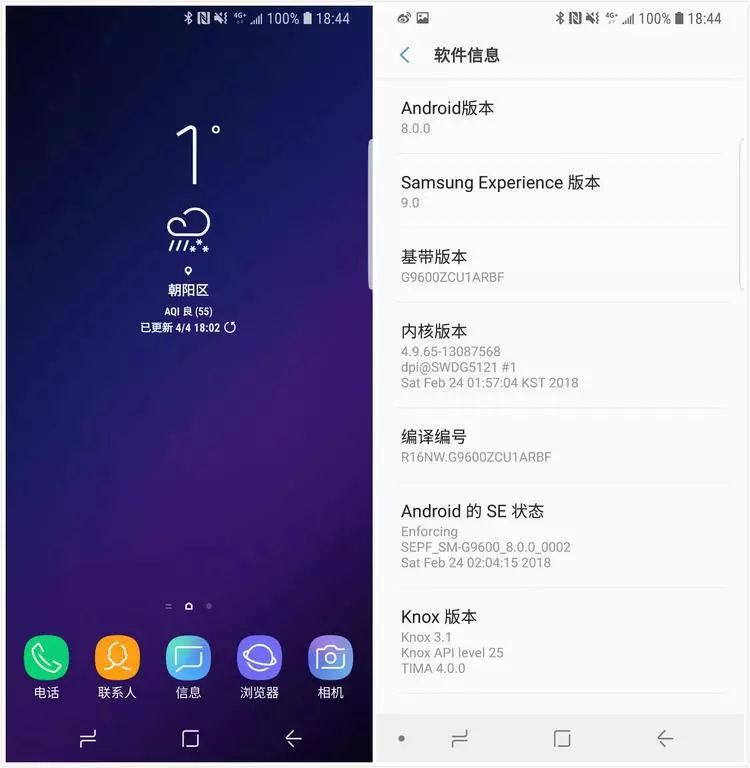 4G+ 100% 18:44
1°
朝阳区
AQI 良 (55)
已更新 4/4 18:02
电话
联系人
信息
浏览器
相机
4G+ 100% 18:44
软件信息
Android版本
8.0.0
Samsung Experience 版本
9.0
基带版本
G9600ZCU1ARBF
内核版本
4.9.65-13087568
dpi@SWDG5121 #1
Sat Feb 24 01:57:04 KST 2018
编译编号
R16NW.G9600ZCU1ARBF
Android 的 SE 状态
Enforcing
SEPF_SM-G9600_8.0.0_0002
Sat Feb 24 02:04:15 2018
Knox 版本
Knox 3.1
Knox API level 25
TIMA 4.0.0